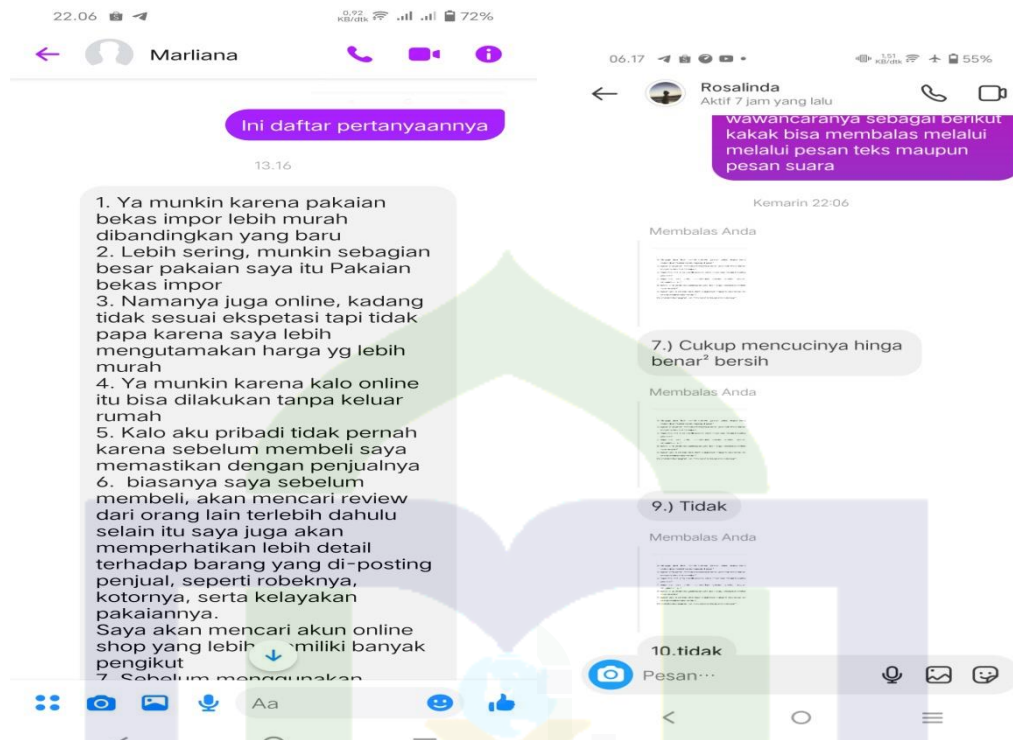 22.06
0,92
KB/dtk
72%
Marliana
Ini daftar pertanyaannya
13.16
1. Ya munkin karena pakaian
bekas impor lebih murah
dibandingkan yang baru
2. Lebih sering, munkin sebagian
besar pakaian saya itu Pakaian
bekas impor
3. Namanya juga online, kadang
tidak sesuai ekspetasi tapi tidak
papa karena saya lebih
mengutamakan harga yg lebih
murah
4. Ya munkin karena kalo online
itu bisa dilakukan tanpa keluar
rumah
5. Kalo aku pribadi tidak pernah
karena sebelum membeli saya
memastikan dengan penjualnya
6. biasanya saya sebelum
membeli, akan mencari review
dari orang lain terlebih dahulu
selain itu saya juga akan
memperhatikan lebih detail
terhadap barang yang di-posting
penjual, seperti robeknya,
kotornya, serta kelayakan
pakaiannya.
Saya akan mencari akun online
shop yang lebih miliki banyak
pengikut
7. Sebelum menggunakan
Aa
06.17
1.51
KB/dtk
55%
Rosalinda
Aktif 7 jam yang lalu
wawancaranya sebagai berikut
kakak bisa membalas melalui
melalui pesan teks maupun
pesan suara
Kemarin 22:06
Membalas Anda
7.) Cukup mencucinya hingga
benar² bersih
Membalas Anda
9.) Tidak
Membalas Anda
10.tidak
Pesan...